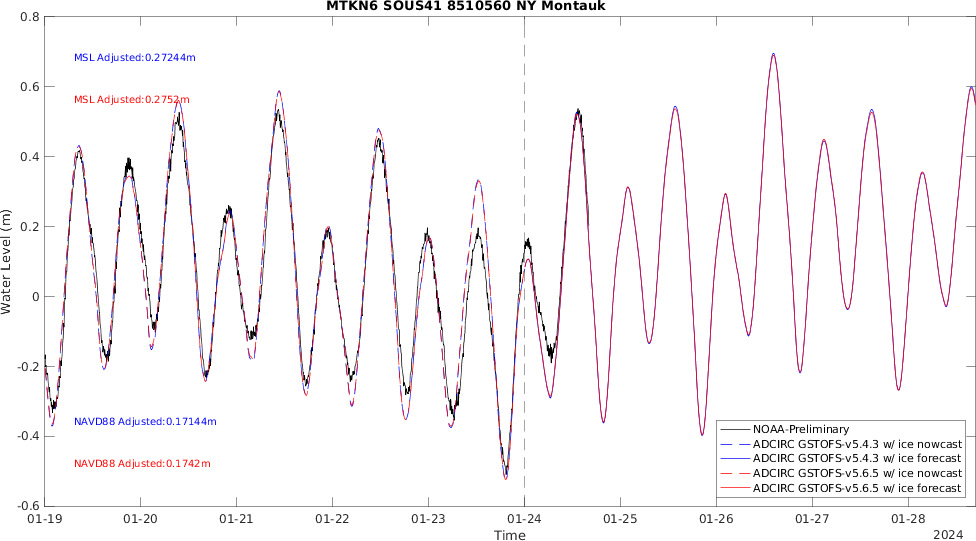 MTKN6 SOUS41 8510560 NY Montauk
0.8
0.6
0.4
0.2
0
-0.2
-0.4
-0.6
Water Level (m)
MSL Adjusted:0.27244m
MSL Adjusted:0.2752m
NAVD88 Adjusted:0.17144m
NAVD88 Adjusted:0.1742m
NOAA-Preliminary
ADCIRC GSTOFS-v5.4.3 w/ ice nowcast
ADCIRC GSTOFS-v5.4.3 w/ ice forecast
ADCIRC GSTOFS-v5.6.5 w/ ice nowcast
ADCIRC GSTOFS-v5.6.5 w/ ice forecast
01-19 01-20 01-21 01-22 01-23 01-24 01-25 01-26 01-27 01-28
Time
2024